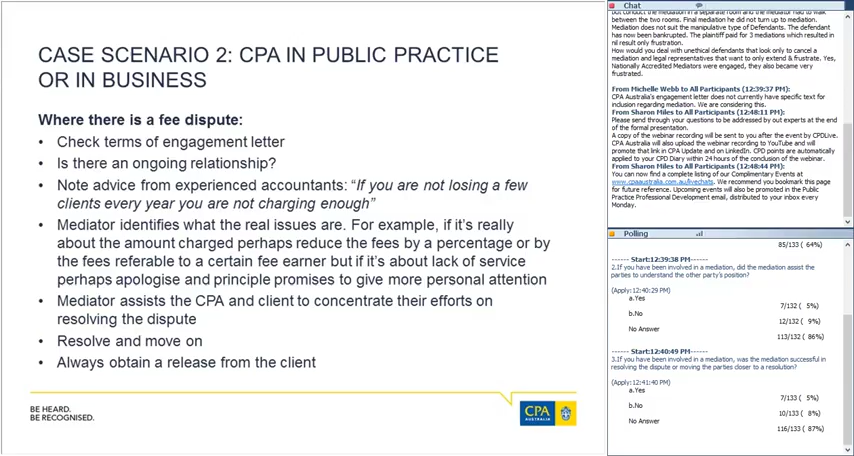 CASE SCENARIO 2: CPA IN PUBLIC PRACTICE
OR IN BUSINESS
Where there is a fee dispute:
• Check terms of engagement letter
• Is there an ongoing relationship?
• Note advice from experienced accountants: “If you are not losing a few
clients every year you are not charging enough”
• Mediator identifies what the real issues are. For example, if it’s really
about the amount charged perhaps reduce the fees by a percentage or by
the fees referable to a certain fee earner but if it’s about lack of service
perhaps apologise and principle promises to give more personal attention
• Mediator assists the CPA and client to concentrate their efforts on
resolving the dispute
• Resolve and move on
• Always obtain a release from the client
BE HEARD.
BE RECOGNISED.
CPA
AUSTRALIA
Chat
but conduct the mediation in a separate room and the mediator had to walk
between the two rooms. Final mediation he did not turn up to mediation.
Mediation does not suit the manipulative type of Defendants. The defendant
has now been bankrupted. The plaintiff paid for 3 mediations which resulted in
nil result only frustration.
How would you deal with unethical defendants that look only to cancel a
mediation and legal representatives that want to only extend & frustrate. Yes,
Nationally Accredited Mediators were engaged, they also became very
frustrated.
From Michelle Webb to All Participants (12:39:37 PM):
CPA Australia's engagement letter does not currently have specific text for
inclusion regarding mediation. We are considering this.
From Sharon Miles to All Participants (12:48:11 PM):
Please send through your questions to be addressed by out experts at the end
of the formal presentation.
A copy of the webinar recording will be sent to you after the event by CPDLive.
CPA Australia will also upload the webinar recording to YouTube and will
promote that link in CPA Update and on LinkedIn. CPD points are automatically
applied to your CPD Diary within 24 hours of the conclusion of the webinar.
From Sharon Miles to All Participants (12:48:44 PM):
You can now find a complete listing of our Complimentary Events at
www.cpaaustralia.com.au/livechats. We recommend you bookmark this page
for future reference. Upcoming events will also be promoted in the Public
Practice Professional Development email, distributed to your inbox every
Monday.
Polling
85/133 ( 64%)
------ Start:12:39:38 PM------
2.If you have been involved in a mediation, did the mediation assist the
parties to understand the other party's position?
(Apply:12:40:29 PM)
a.Yes
7/132 ( 5%)
b.No
12/132 ( 9%)
No Answer
113/132 ( 86%)
------ Start:12:40:49 PM------
3.If you have been involved in a mediation, was the mediation successful in
resolving the dispute or moving the parties closer to a resolution?
(Apply:12:41:40 PM)
a.Yes
7/133 ( 5%)
b.No
10/133 ( 8%)
No Answer
116/133 ( 87%)